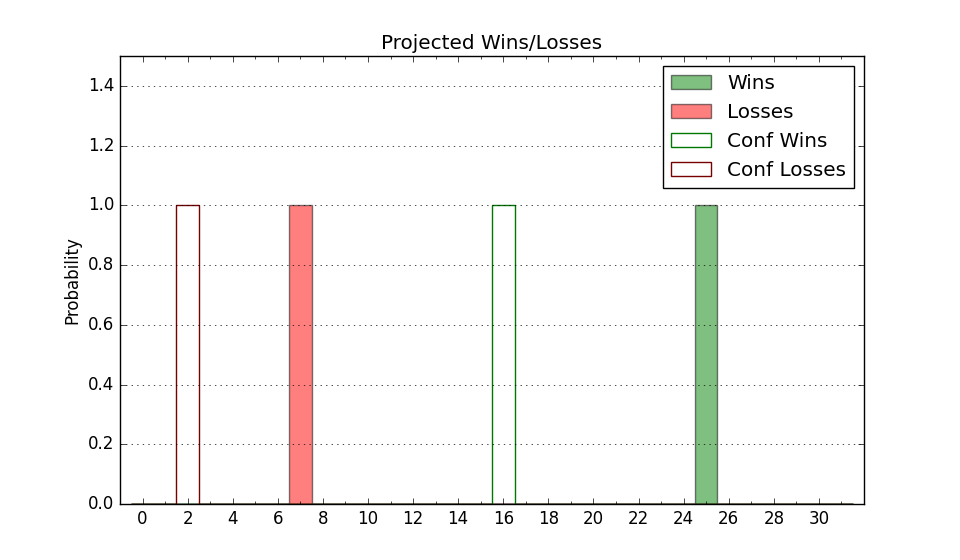 Projected Wins/Losses
1.4
1.2
1.0
0.8
0.6
0.4
0.2
0.0
Probability
Wins
Losses
Conf Wins
Conf Losses
0 2 4 6 8 10 12 14 16 18 20 22 24 26 28 30